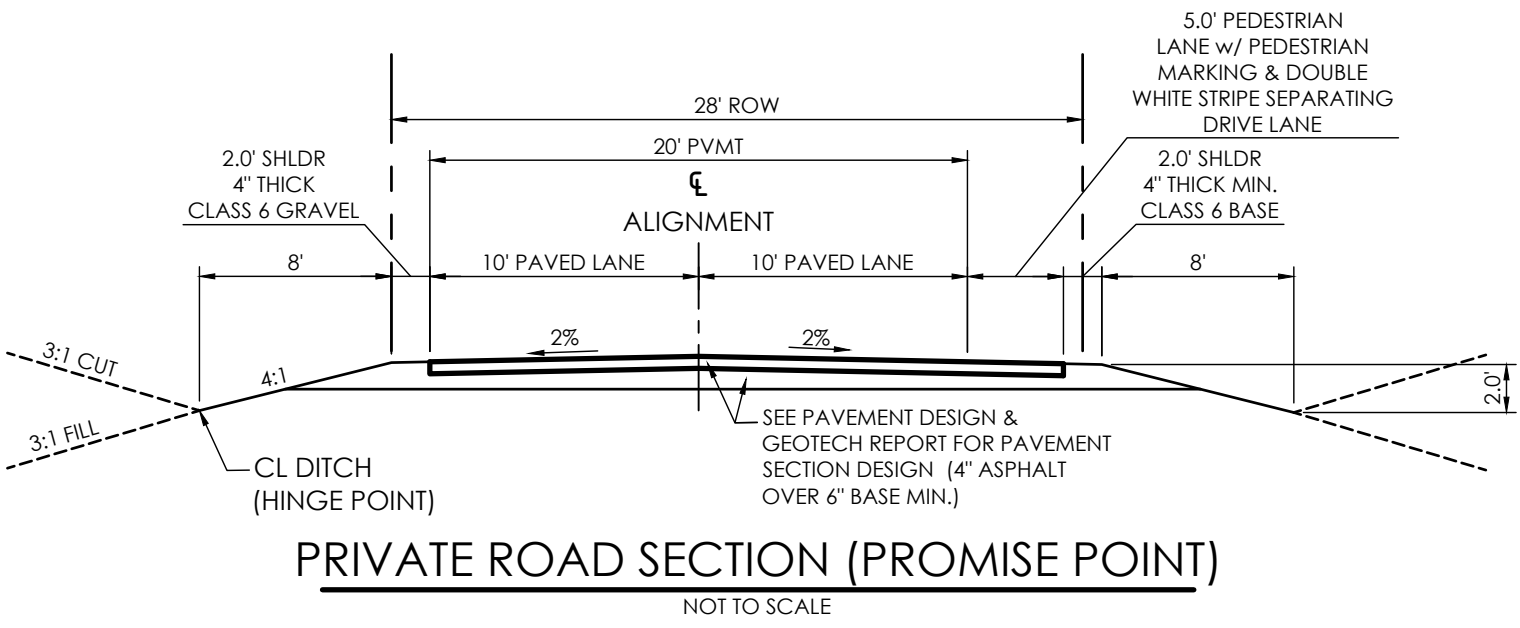 5.0' PEDESTRIAN
LANE w/ PEDESTRIAN
MARKING & DOUBLE
WHITE STRIPE SEPARATING
DRIVE LANE
28' ROW
20' PVMT
2.0' SHLDR
4" THICK
CLASS 6 GRAVEL
2.0' SHLDR
4" THICK MIN.
CLASS 6 BASE
℄
ALIGNMENT
8'
10' PAVED LANE
10' PAVED LANE
8'
2%
2%
3:1 CUT
4:1
3:1 FILL
2.0'
CL DITCH
(HINGE POINT)
SEE PAVEMENT DESIGN &
GEOTECH REPORT FOR PAVEMENT
SECTION DESIGN (4" ASPHALT
OVER 6" BASE MIN.)
PRIVATE ROAD SECTION (PROMISE POINT)
NOT TO SCALE